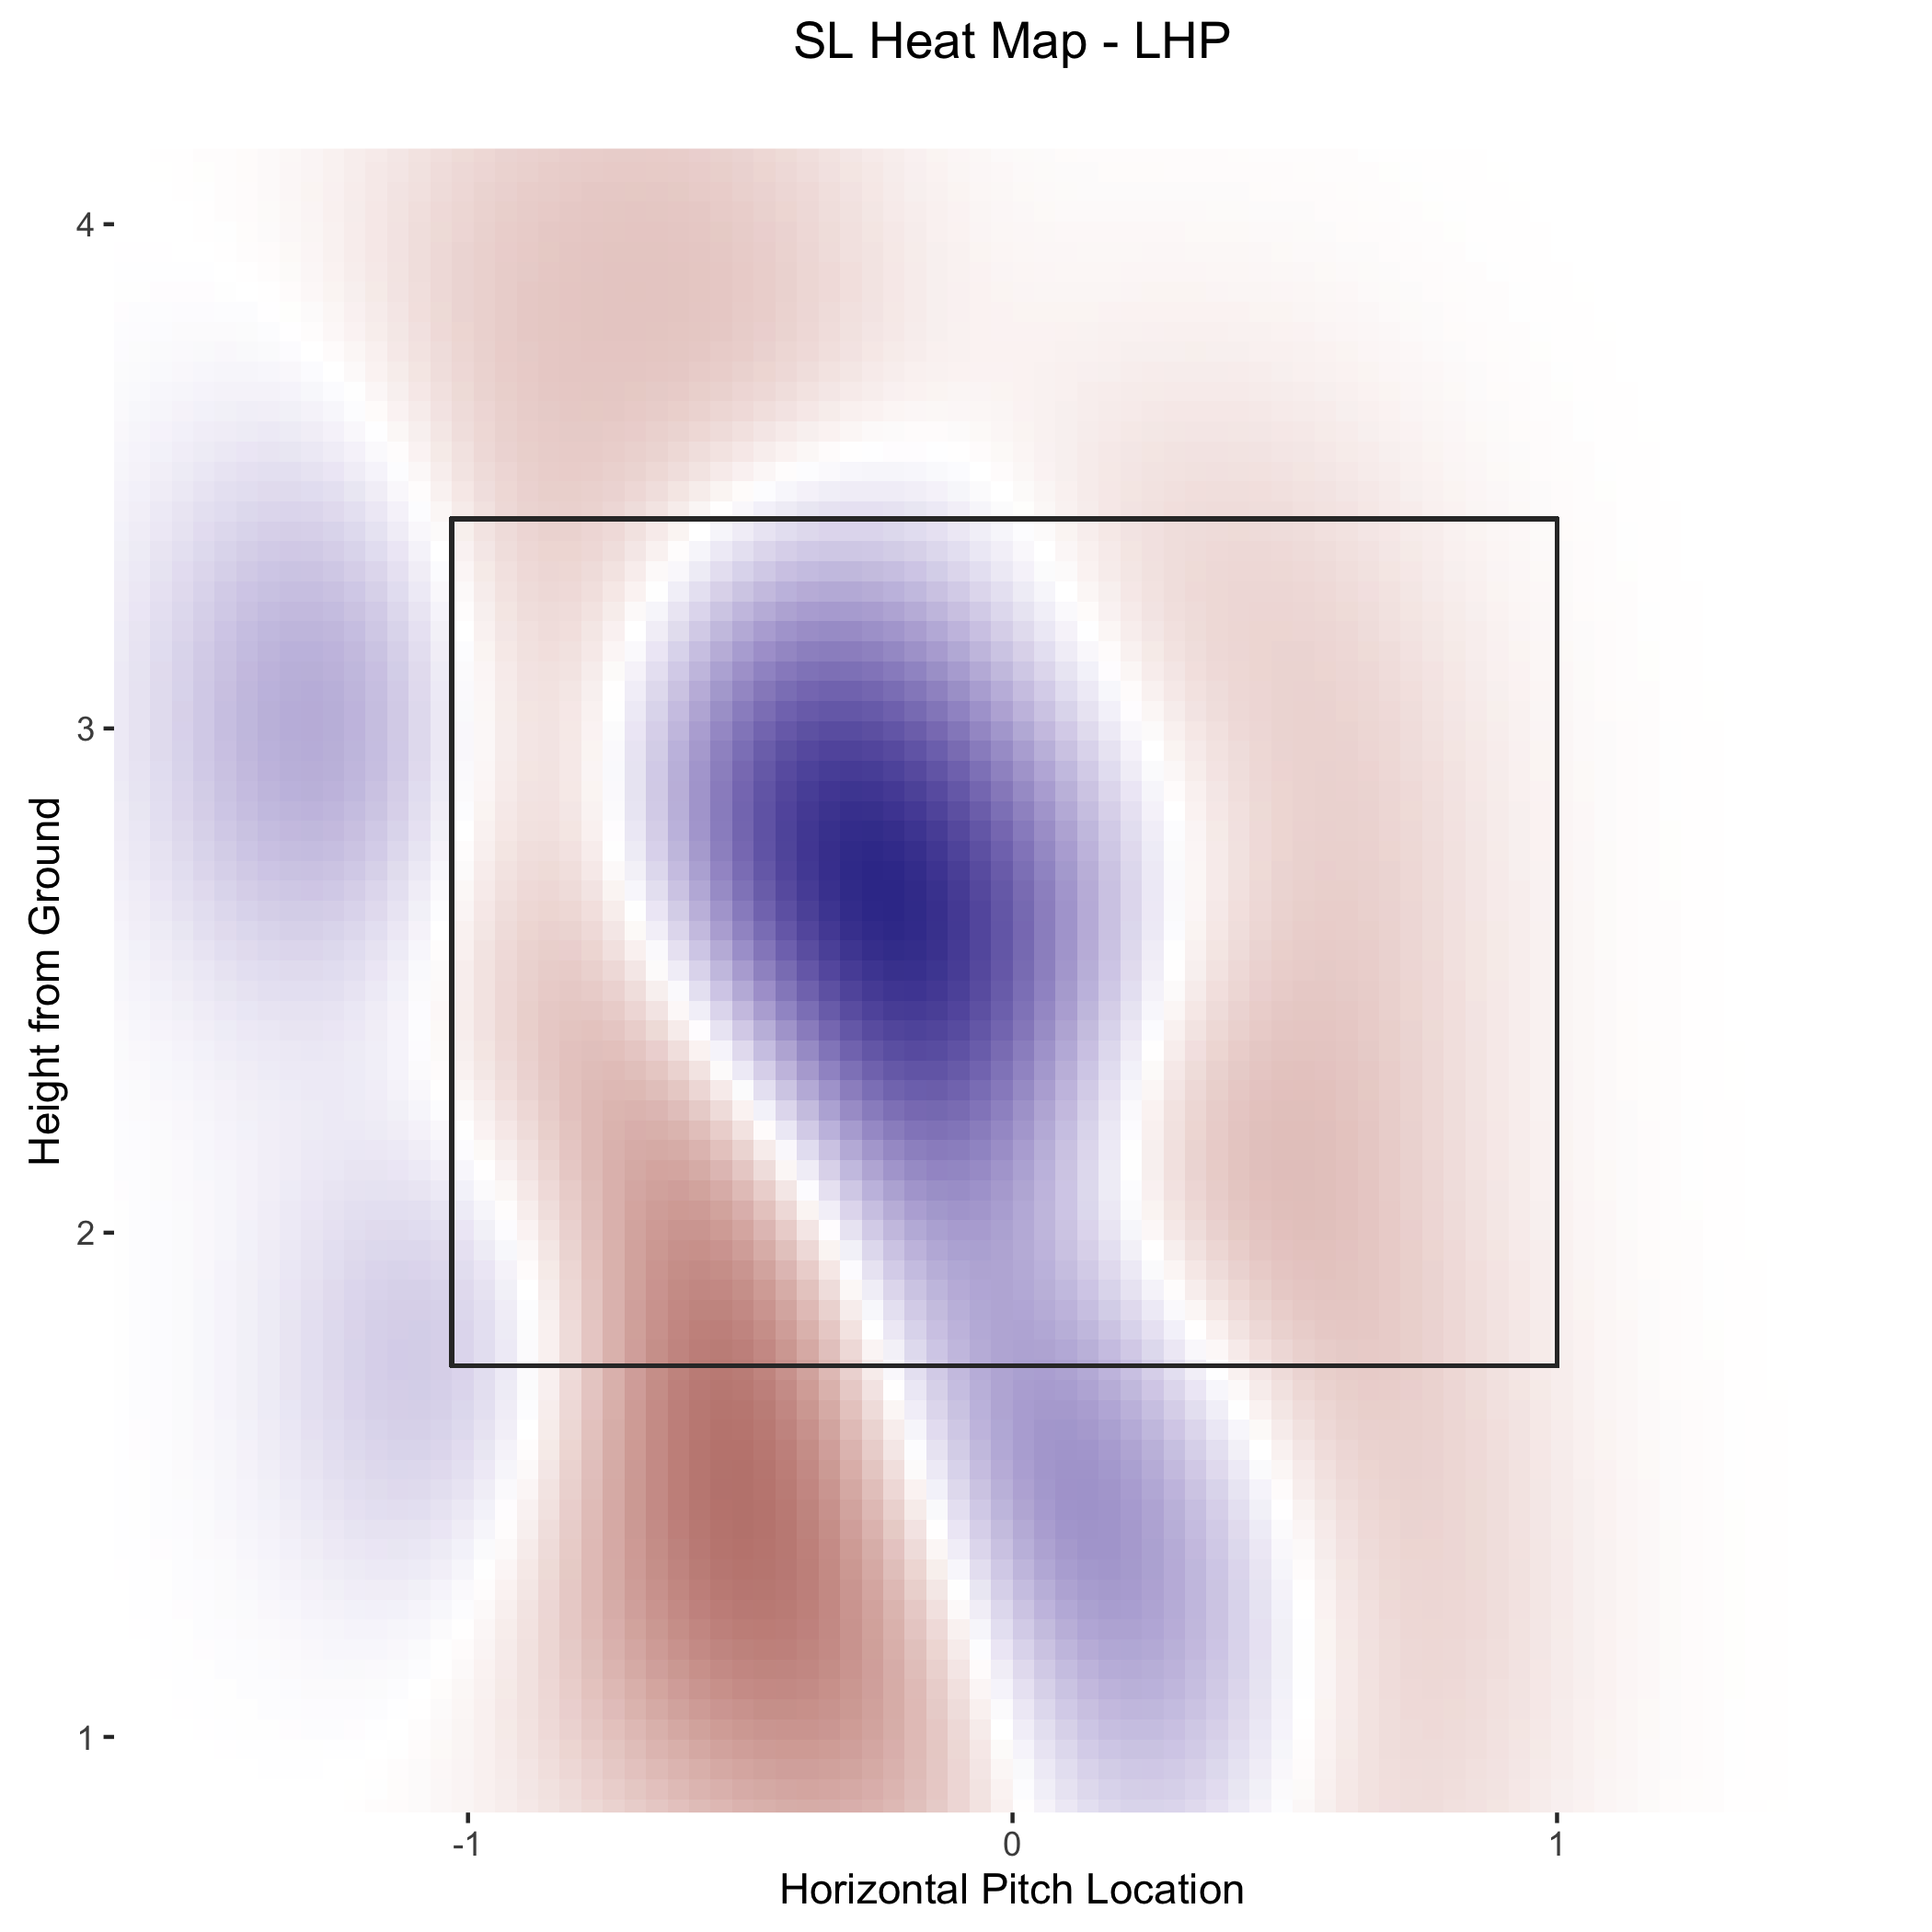 SL Heat Map - LHP
4
3
2
1
Height from Ground
-1 0 1
Horizontal Pitch Location